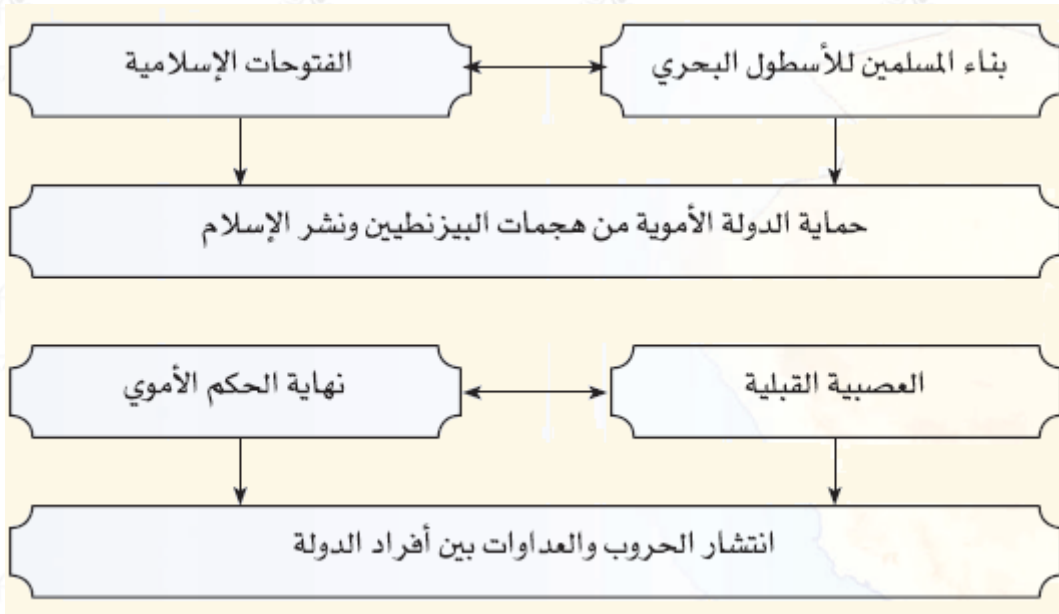 بناء المسلمين للأسطول البحري
الفتوحات الإسلامية
حماية الدولة الأموية من هجمات البيزنطيين ونشر الإسلام
العصبية القبلية
نهاية الحكم الأموي
انتشار الحروب والعداوات بين أفراد الدولة